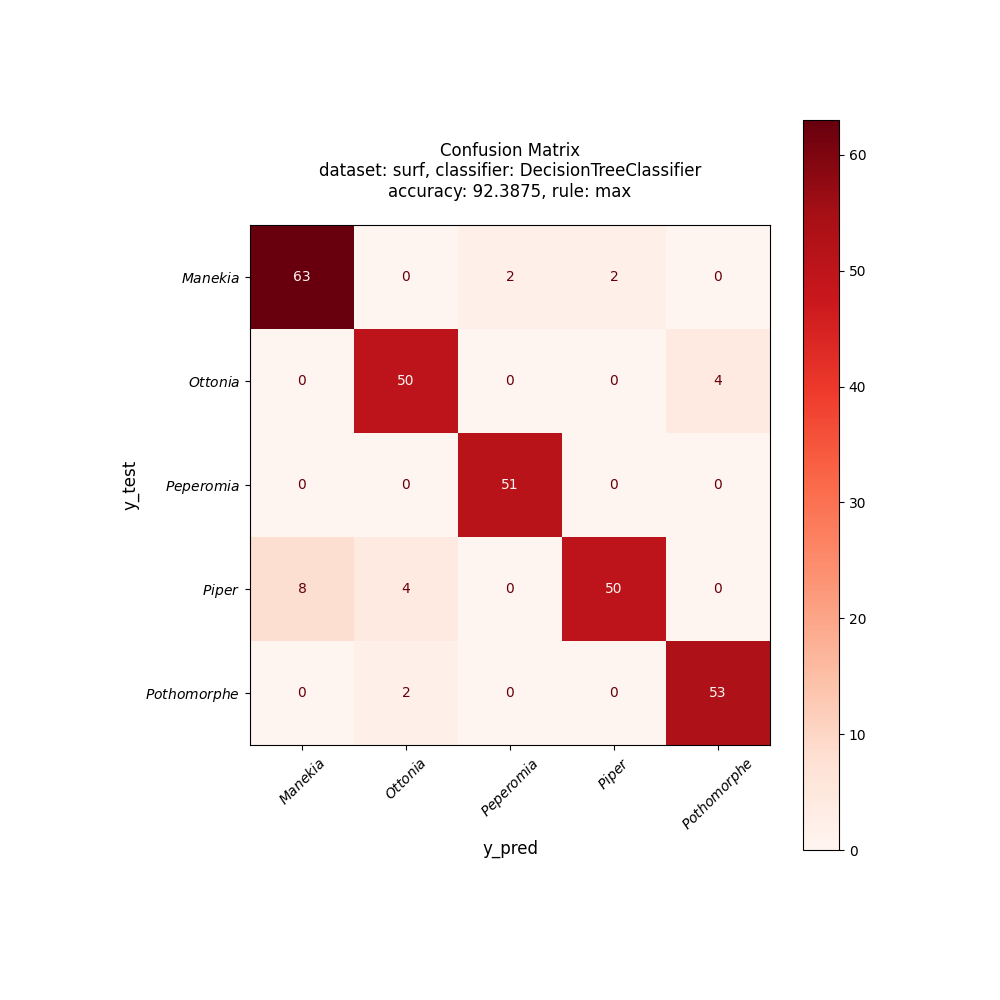 Confusion Matrix
dataset: surf, classifier: DecisionTreeClassifier
accuracy: 92.3875, rule: max
Manekia 63 0 2 2 0
Ottonia 0 50 0 0 4
Peperomia 0 0 51 0 0
Piper 8 4 0 50 0
Pothomorphe 0 2 0 0 53
y_test
Manekia Ottonia Peperomia Piper Pothomorphe
y_pred
60
50
40
30
20
10
0